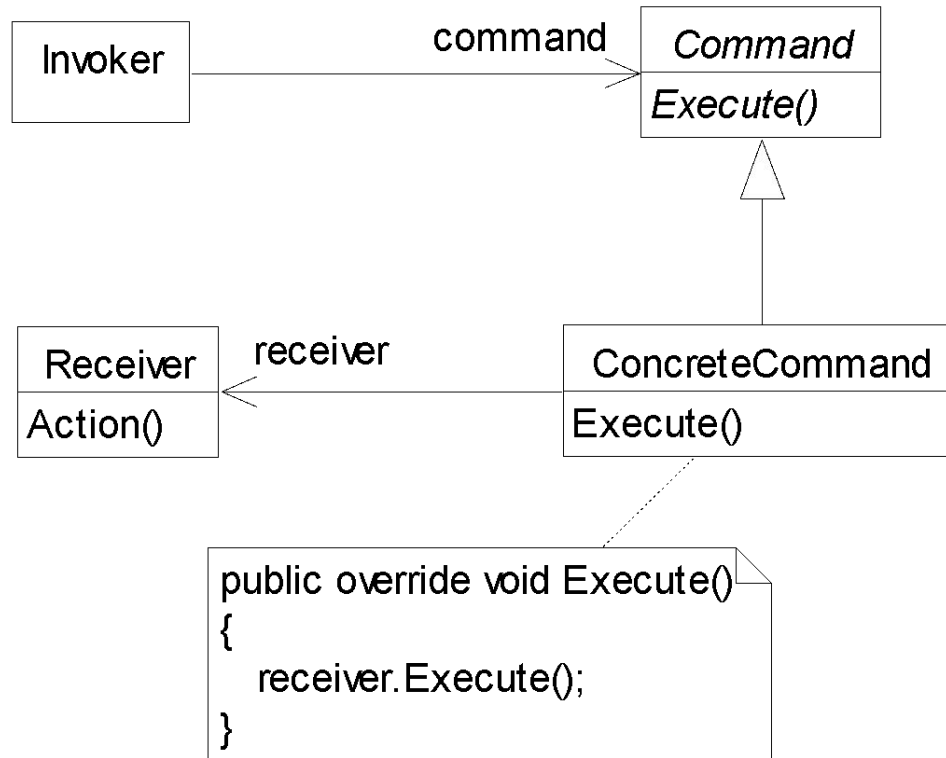 Invoker
command
Command
Execute()
Receiver
Action()
receiver
ConcreteCommand
Execute()
public override void Execute()
{
receiver.Execute();
}